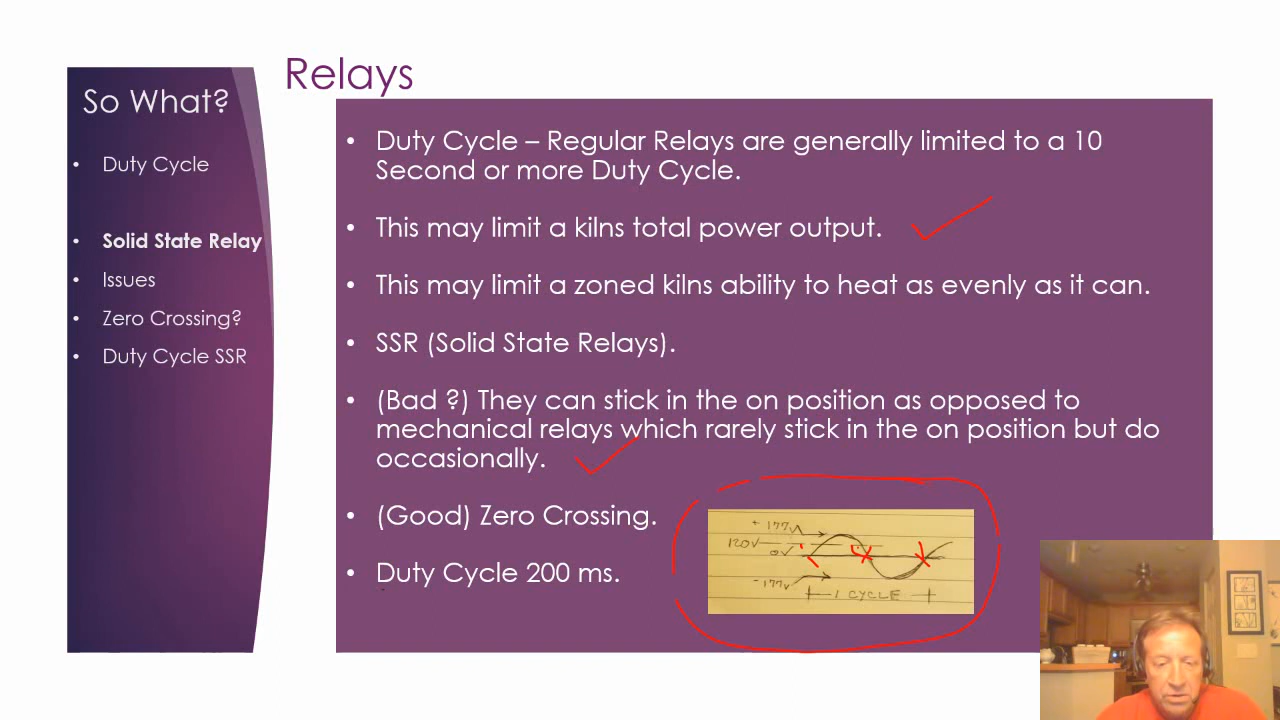 Relays
So What?
Duty Cycle
Solid State Relay
Issues
Zero Crossing?
Duty Cycle SSR
Duty Cycle – Regular Relays are generally limited to a 10
Second or more Duty Cycle.
This may limit a kilns total power output.
This may limit a zoned kilns ability to heat as evenly as it can.
SSR (Solid State Relays).
(Bad ?) They can stick in the on position as opposed to
mechanical relays which rarely stick in the on position but do
occasionally.
(Good) Zero Crossing.
Duty Cycle 200 ms.
+177V
120V
0V
-177V
1 CYCLE